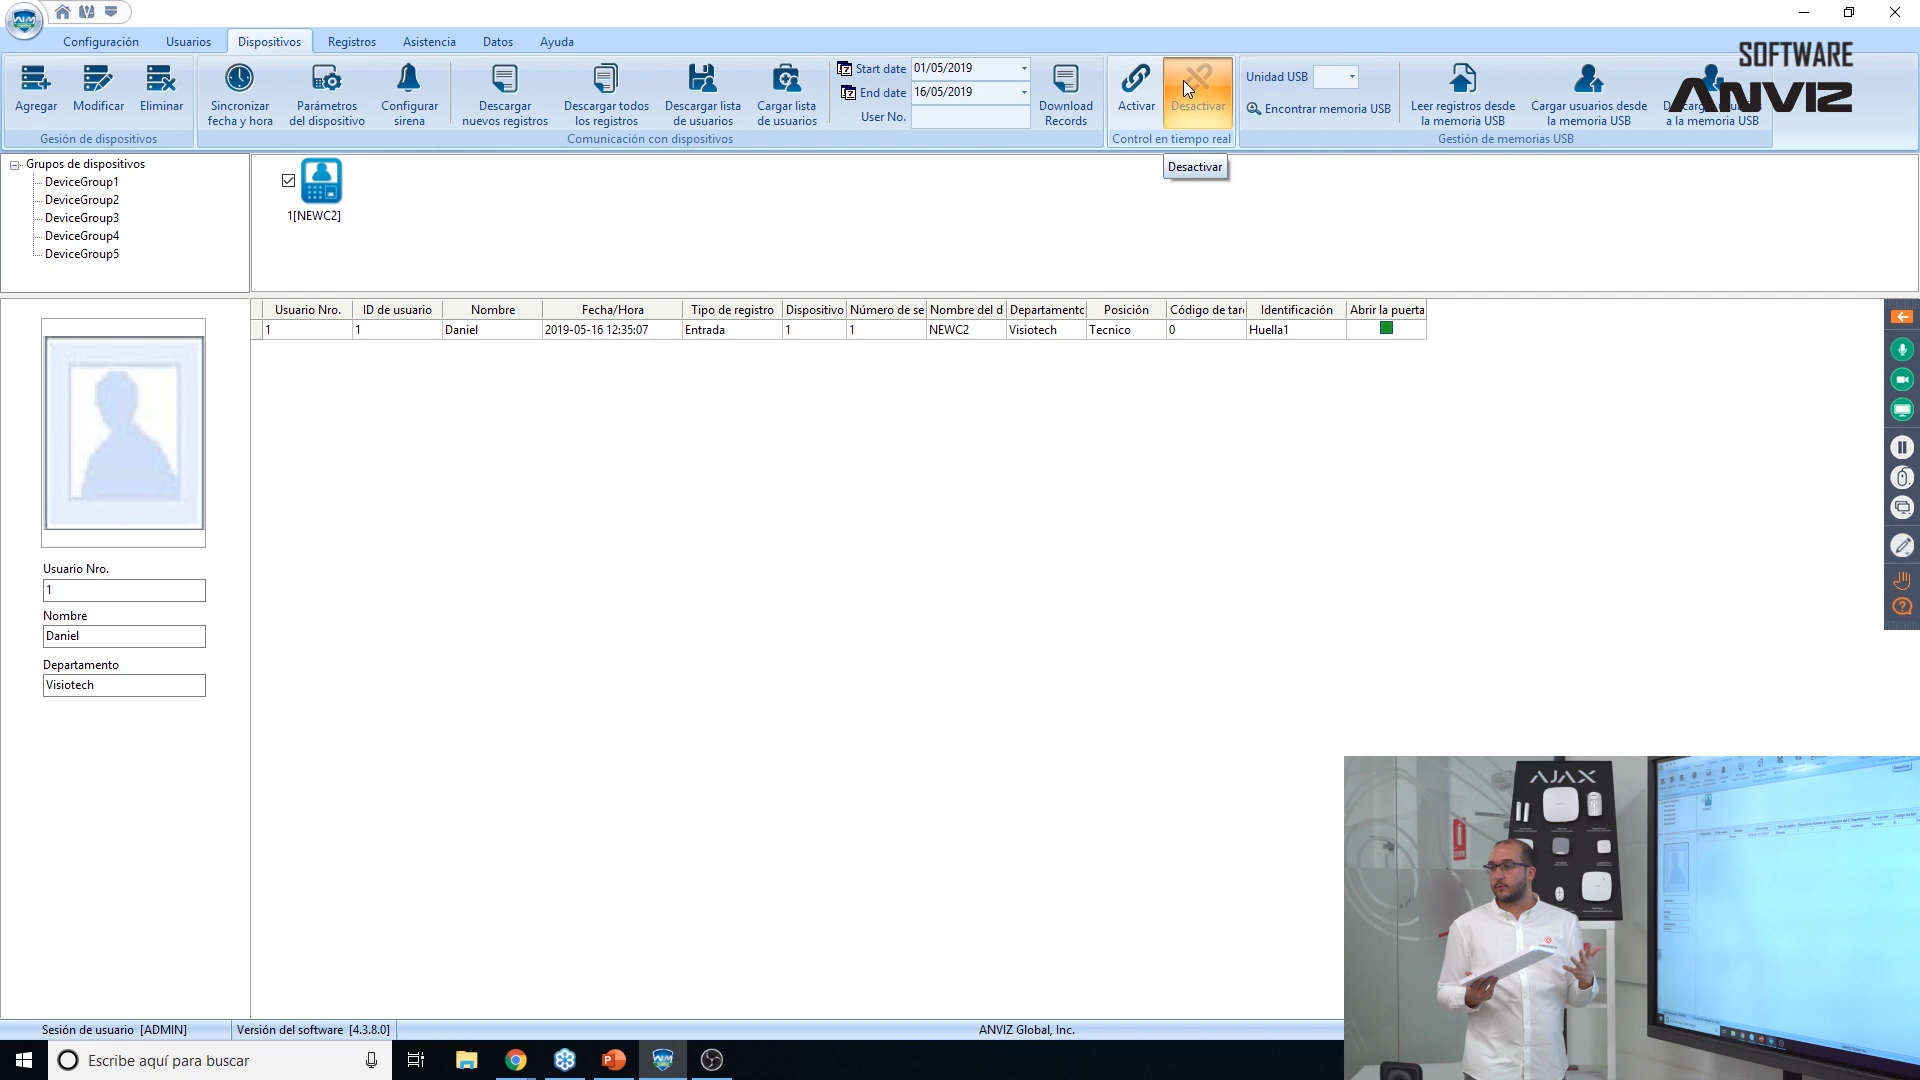 Configuración
Usuarios
Dispositivos
Registros
Asistencia
Datos
Ayuda
SOFTWARE
ANVIZ
Agregar
Modificar
Eliminar
Gesión de dispositivos
Sincronizar
fecha y hora
Parámetros
del dispositivo
Configurar
sirena
Descargar
nuevos registros
Descargar todos
los registros
Descargar lista
de usuarios
Cargar lista
de usuarios
Start date 01/05/2019
End date 16/05/2019
User No.
Download
Records
Comunicación con dispositivos
Activar
Desactivar
Control en tiempo real
Unidad USB
Encontrar memoria USB
Leer registros desde
la memoria USB
Cargar usuarios desde
la memoria USB
a la memoria USB
Gestión de memorias USB
Desactivar
Grupos de dispositivos
DeviceGroup1
DeviceGroup2
DeviceGroup3
DeviceGroup4
DeviceGroup5
1[NEWC2]
Usuario Nro. ID de usuario Nombre Fecha/Hora Tipo de registro Dispositivo Número de se Nombre del d Departamentc Posición Código de tarj Identificación Abrir la puerta
1 1 Daniel 2019-05-16 12:35:07 Entrada 1 1 NEWC2 Visiotech Tecnico 0 Huella1
Usuario Nro.
1
Nombre
Daniel
Departamento
Visiotech
AJAX
Sesión de usuario [ADMIN]
Versión del software [4.3.8.0]
ANVIZ Global, Inc.
Escribe aquí para buscar